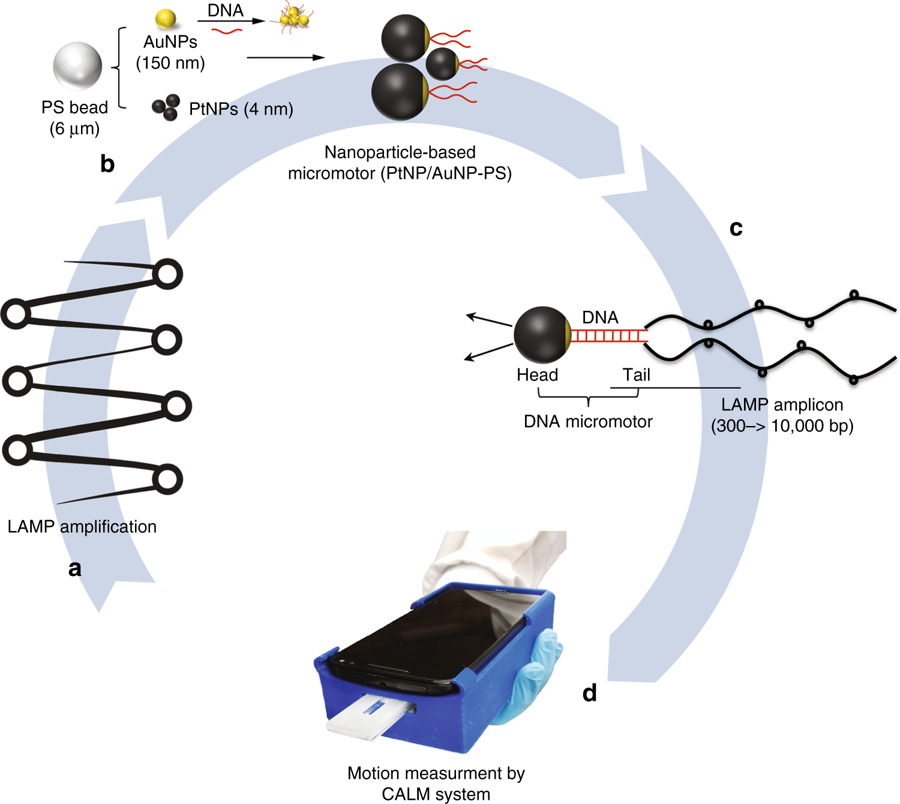 DNA
AuNPs
(150 nm)
PS bead
(6 μm)
PtNPs (4 nm)
b
Nanoparticle-based
micromotor (PtNP/AuNP-PS)
c
DNA
Head
Tail
DNA micromotor
LAMP amplicon
(300–> 10,000 bp)
LAMP amplification
a
d
Motion measurment by
CALM system